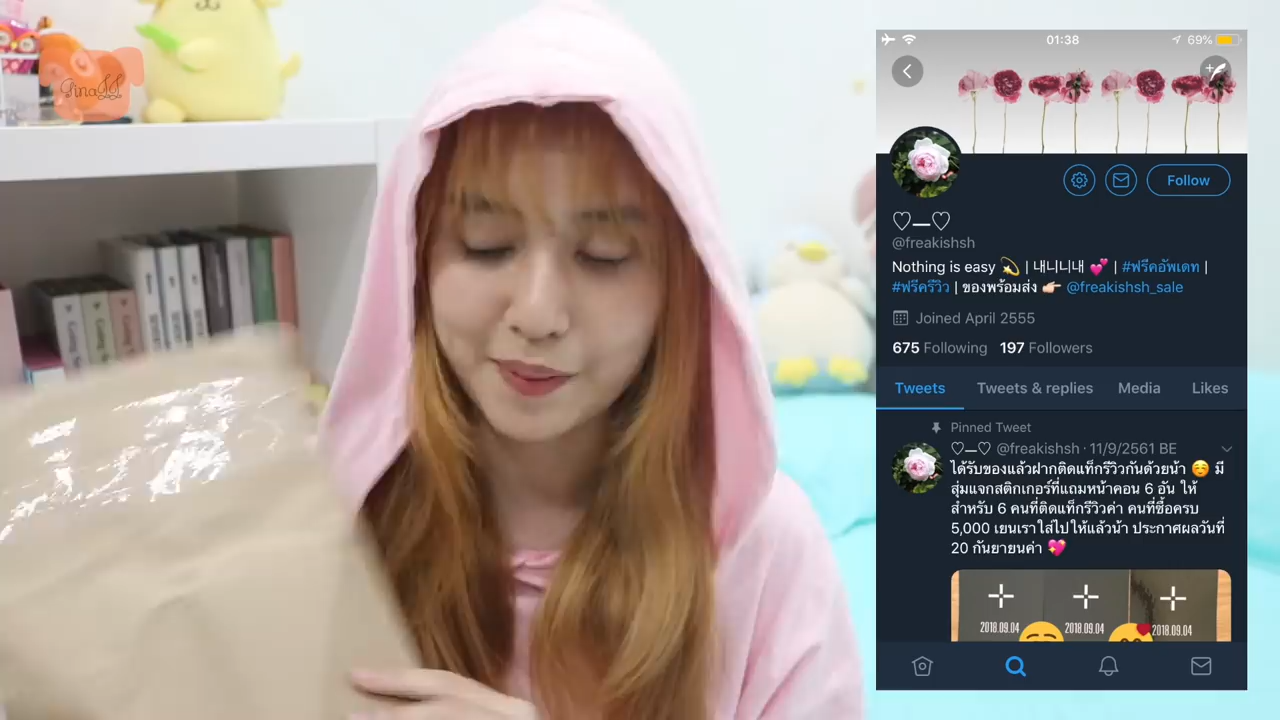 GinaJJ
01:38
69%
Follow
♡—♡
@freakishsh
Nothing is easy 💫 | 내니니내 💕 | #ฟรีคอัพเดท |
#ฟรีครีวิว | ของพร้อมส่ง 👉🏻 @freakishsh_sale
Joined April 2555
675 Following 197 Followers
Tweets Tweets & replies Media Likes
Pinned Tweet
♡—♡ @freakishsh · 11/9/2561 BE
ได้รับของแล้วฝากติดแท็กรีวิวกันด้วยน้า ☺️ มี
สุ่มแจกสติกเกอร์ที่แถมหน้าคอน 6 อัน ให้
สำหรับ 6 คนที่ติดแท็กรีวิวค่า คนที่ซื้อครบ
5,000 เยนเราใส่ไปให้แล้วน้า ประกาศผลวันที่
20 กันยายนค่า 💖
2018.09.04 2018.09.04 2018.09.04